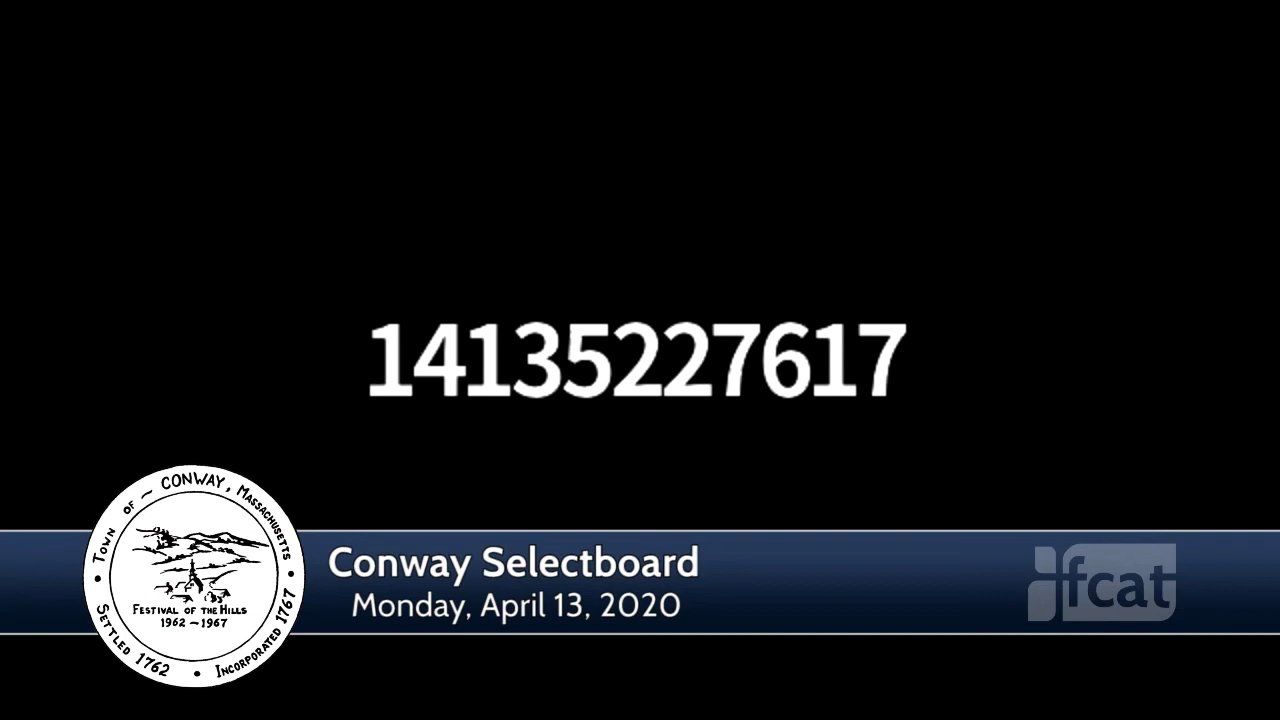 14135227617
TOWN OF ~ CONWAY, MASSACHUSETTS
FESTIVAL OF THE HILLS
1962 ~ 1967
SETTLED 1762 • INCORPORATED 1767
Conway Selectboard
Monday, April 13, 2020
fcat